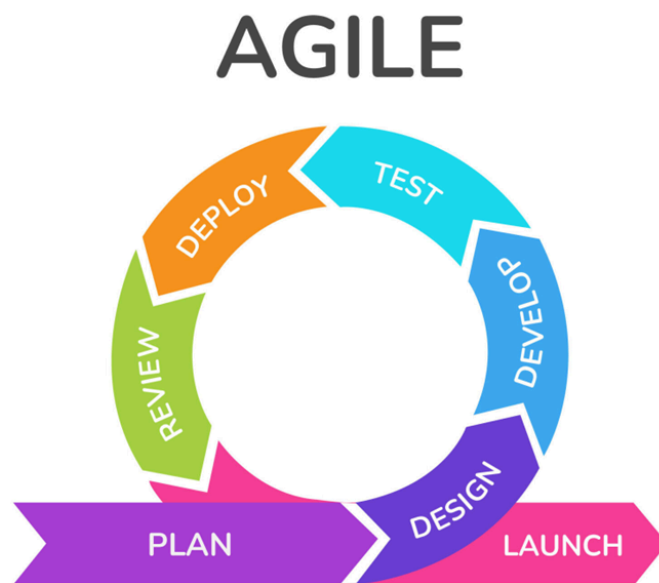 AGILE
PLAN
DESIGN
DEVELOP
TEST
DEPLOY
REVIEW
LAUNCH